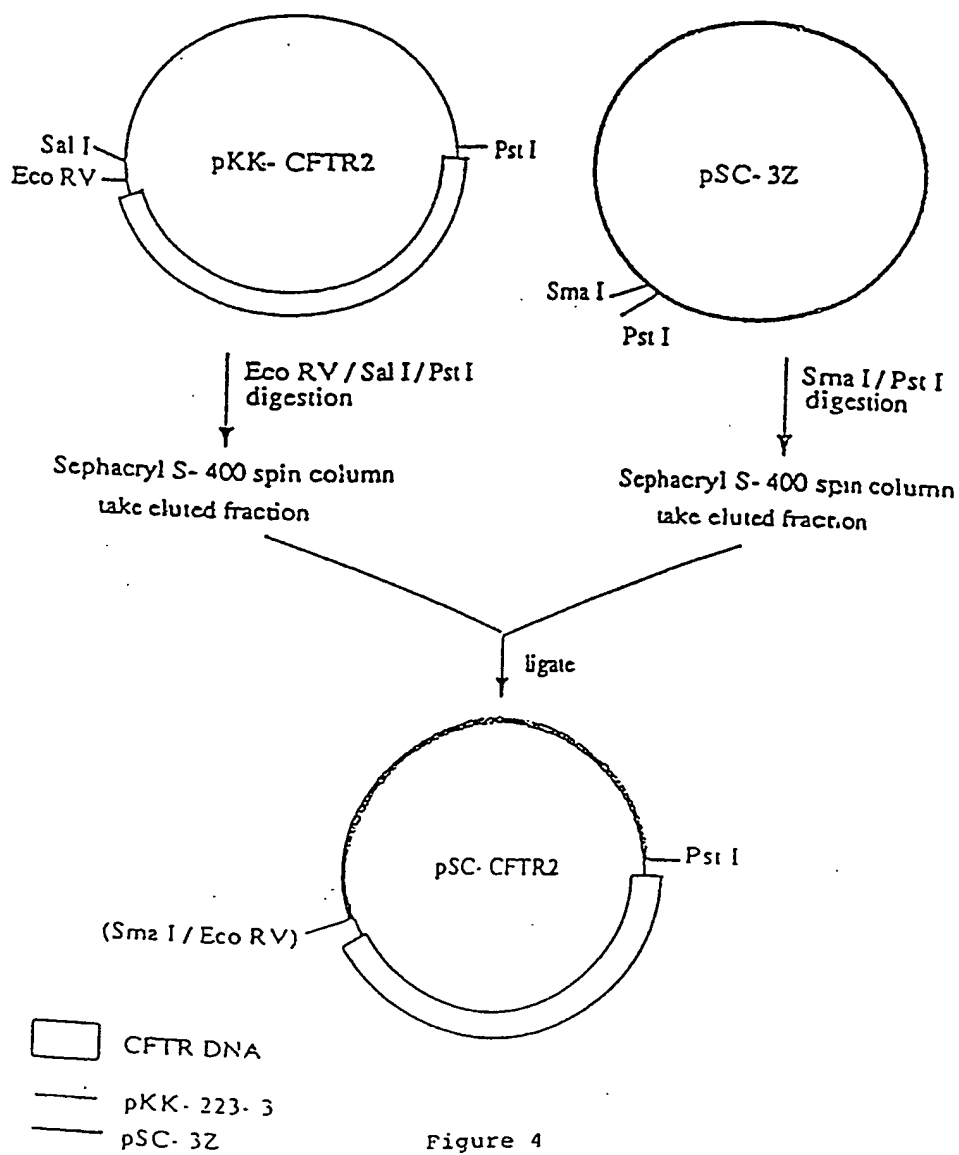 Sal I
Eco RV
pKK- CFTR2
Pst I
pSC- 3Z
Sma I
Pst I
Eco RV / Sal I / Pst I
digestion
Sma I / Pst I
digestion
Sephacryl S- 400 spin column
take eluted fraction
Sephacryl S- 400 spin column
take eluted fraction
ligate
pSC- CFTR2
Pst I
(Sma I / Eco RV)
CFTR DNA
pKK- 223- 3
pSC- 3Z
Figure 4